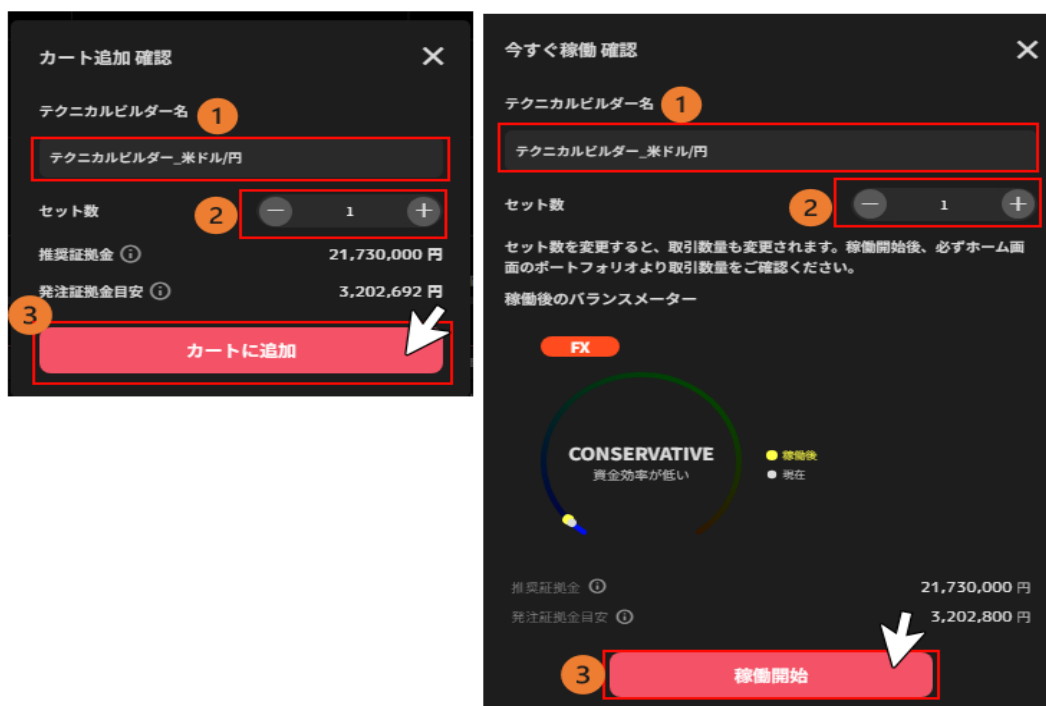 カート追加 確認
テクニカルビルダー名 1
テクニカルビルダー_米ドル/円
セット数 2 1
推奨証拠金 21,730,000 円
発注証拠金目安 3,202,692 円
3
カートに追加
今すぐ稼働 確認
テクニカルビルダー名 1
テクニカルビルダー_米ドル/円
セット数 2 1
セット数を変更すると、取引数量も変更されます。稼働開始後、必ずホーム画
面のポートフォリオより取引数量をご確認ください。
稼働後のバランスメーター
FX
CONSERVATIVE
資金効率が低い
稼働後
現在
推奨証拠金 21,730,000 円
発注証拠金目安 3,202,800 円
3 稼働開始